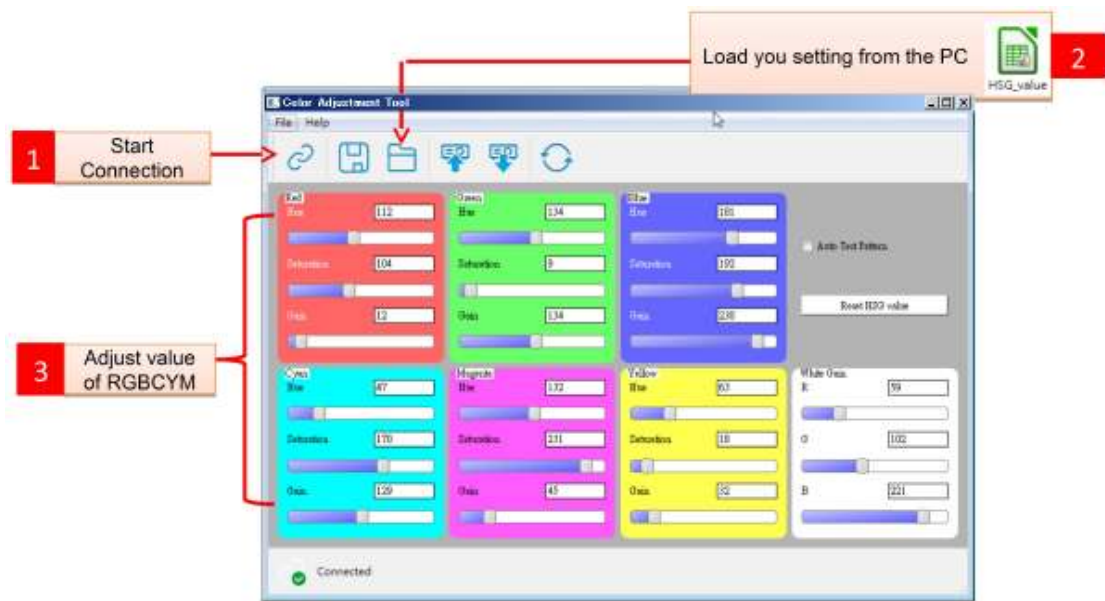 Load you setting from the PC
HSG_value
2
Color Adjustment Tool
File Help
1
Start
Connection
Red
Hue 112
Saturation 104
Gain 12
Green
Hue 134
Saturation 9
Gain 134
Blue
Hue 181
Saturation 192
Gain 230
Auto Test Pattern
Reset HSG value
3
Adjust value
of RGBCYM
Cyan
Hue 47
Saturation 170
Gain 129
Magenta
Hue 132
Saturation 231
Gain 45
Yellow
Hue 63
Saturation 18
Gain 32
White Gain
R 59
G 102
B 221
Connected